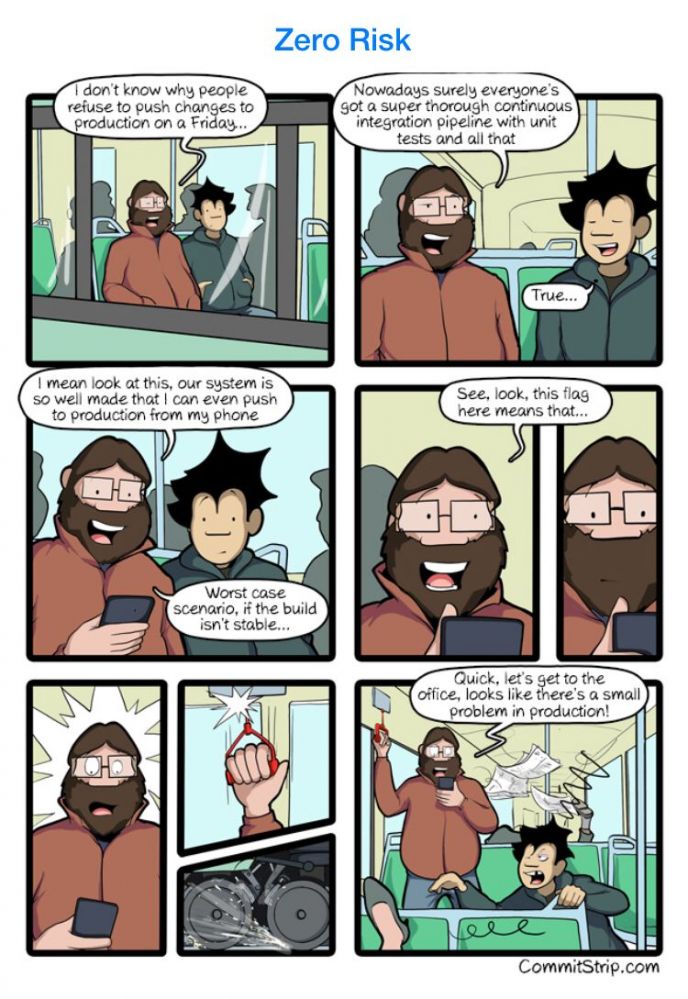 Zero Risk
I don't know why people
refuse to push changes to
production on a Friday...
Nowadays surely everyone's
got a super thorough continuous
integration pipeline with unit
tests and all that
True...
I mean look at this, our system is
so well made that I can even push
to production from my phone
Worst case
scenario, if the build
isn't stable...
See, look, this flag
here means that...
Quick, let's get to the
office, looks like there's a small
problem in production!
CommitStrip.com